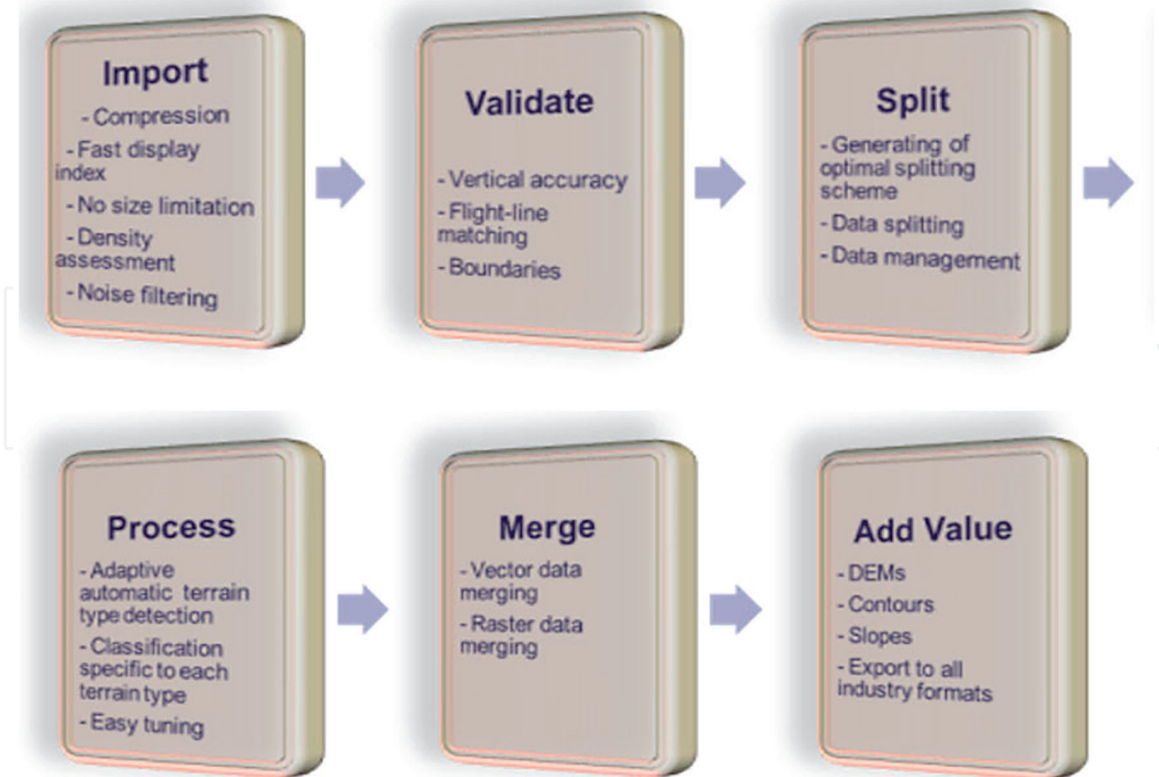 Import
- Compression
- Fast display
index
- No size limitation
- Density
assessment
- Noise filtering
Validate
- Vertical accuracy
- Flight-line
matching
- Boundaries
Split
- Generating of
optimal splitting
scheme
- Data splitting
- Data management
Process
- Adaptive
automatic terrain
type detection
- Classification
specific to each
terrain type
- Easy tuning
Merge
- Vector data
merging
- Raster data
merging
Add Value
- DEMs
- Contours
- Slopes
- Export to all
industry formats